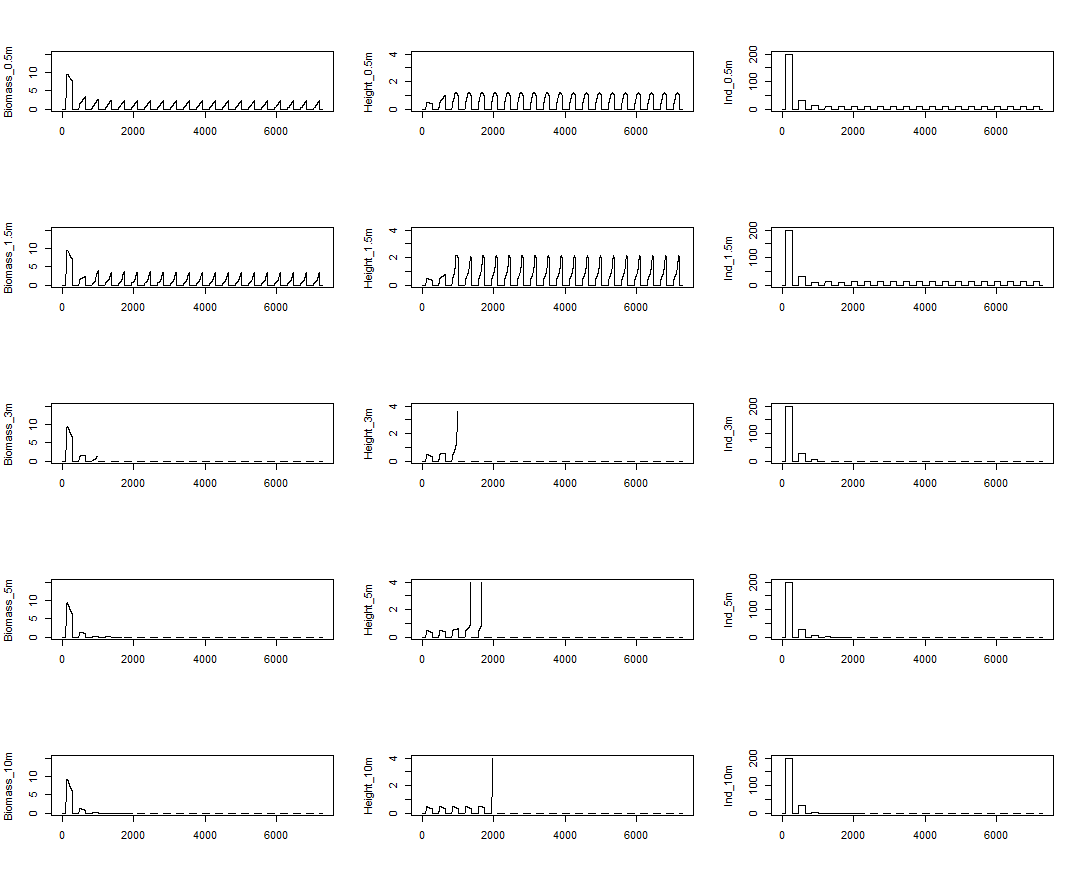 Biomass_0.5m 0 5 10 0 2000 4000 6000
Height_0.5m 0 2 4 0 2000 4000 6000
Ind_0.5m 0 100 200 0 2000 4000 6000
Biomass_1.5m 0 5 10 0 2000 4000 6000
Height_1.5m 0 2 4 0 2000 4000 6000
Ind_1.5m 0 100 200 0 2000 4000 6000
Biomass_3m 0 5 10 0 2000 4000 6000
Height_3m 0 2 4 0 2000 4000 6000
Ind_3m 0 100 200 0 2000 4000 6000
Biomass_5m 0 5 10 0 2000 4000 6000
Height_5m 0 2 4 0 2000 4000 6000
Ind_5m 0 100 200 0 2000 4000 6000
Biomass_10m 0 5 10 0 2000 4000 6000
Height_10m 0 2 4 0 2000 4000 6000
Ind_10m 0 100 200 0 2000 4000 6000